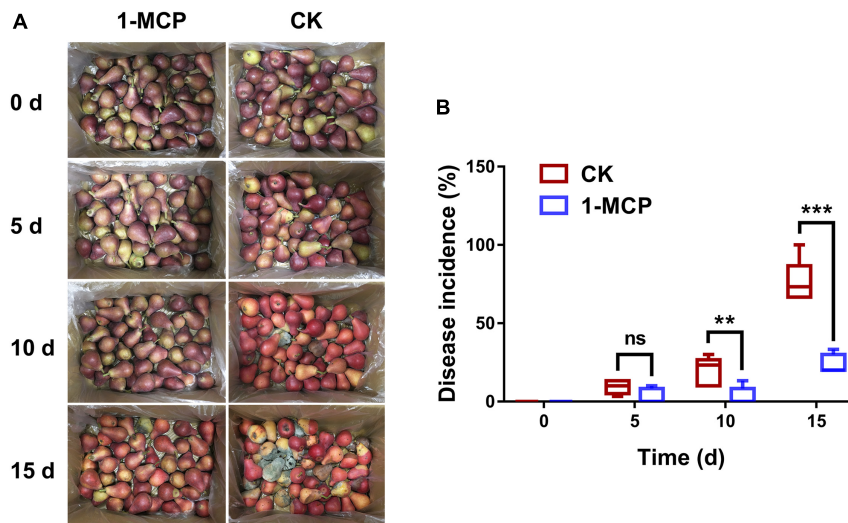 A
1-MCP
CK
0 d
5 d
10 d
15 d
B
Disease incidence (%)
150
100
50
0
CK
1-MCP
ns
**
***
0
5
10
15
Time (d)